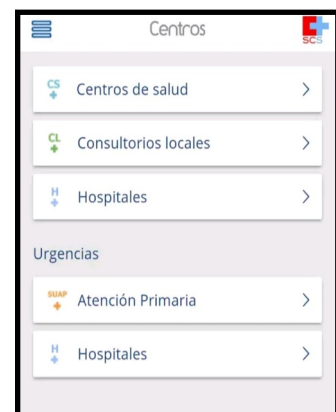 Centros
SCS
CS
Centros de salud
CL
Consultorios locales
H
Hospitales
Urgencias
SUAP
Atención Primaria
H
Hospitales